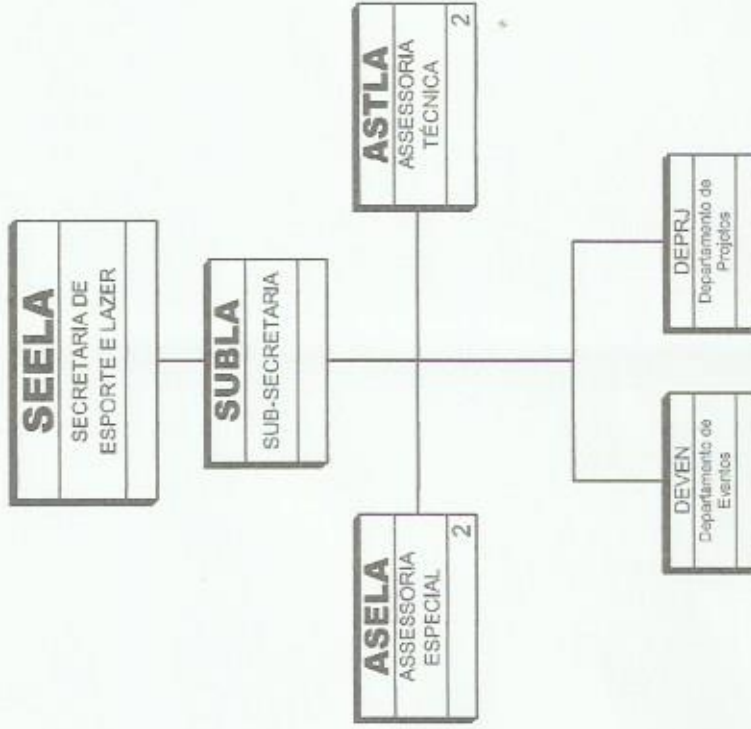 SEELA
SECRETARIA DE
ESPORTE E LAZER
SUBLA
SUB-SECRETARIA
ASELA
ASSESSORIA
ESPECIAL
2
ASTLA
ASSESSORIA
TÉCNICA
2
DEVEN
Departamento de
Eventos
DEPRJ
Departamento de
Projetos